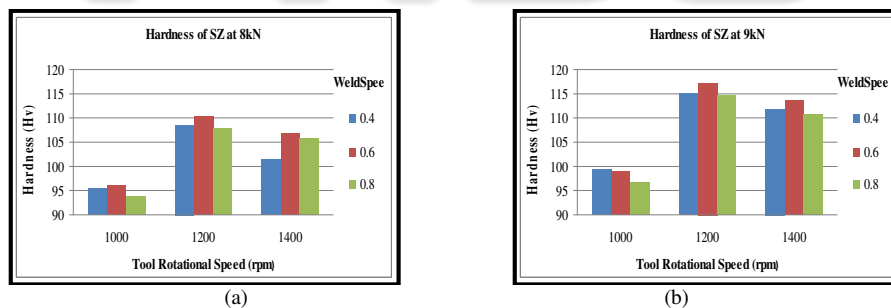 Hardness of SZ at 8kN
120
115
110
105
100
95
90
Hardness (Hv)
1000
1200
1400
Tool Rotational Speed (rpm)
WeldSpee
0.4
0.6
0.8
(a)
Hardness of SZ at 9kN
120
115
110
105
100
95
90
Hardness (Hv)
1000
1200
1400
Tool Rotational Speed (rpm)
WeldSpee
0.4
0.6
0.8
(b)